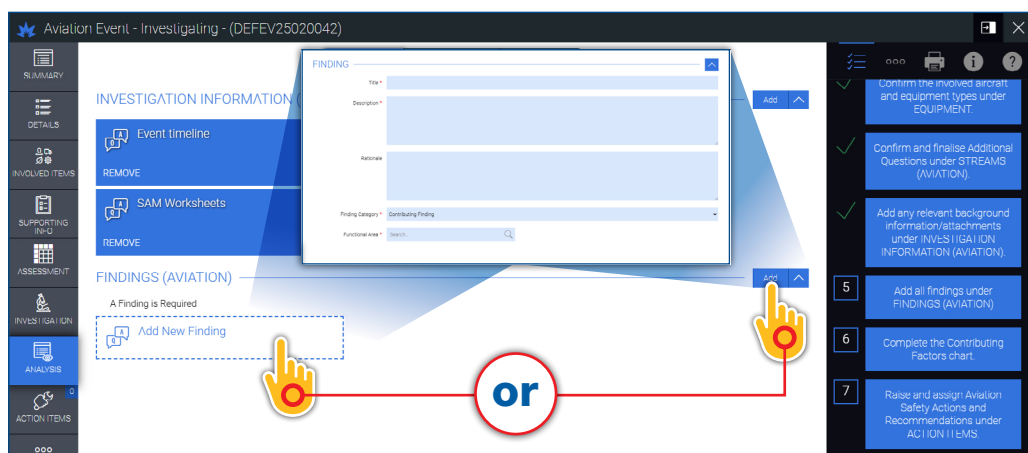 Aviation Event - Investigating - (DEFEV25020042)
SUMMARY
DETAILS
INVOLVED ITEMS
SUPPORTING
INFO
ASSESSMENT
INVESTIGATION
ANALYSIS
0
ACTION ITEMS
INVESTIGATION INFORMATION (
Add
Event timeline
REMOVE
SAM Worksheets
REMOVE
FINDING
Title *
Description *
Rationale
Finding Category *
Contributing Finding
Functional Area *
Search...
FINDINGS (AVIATION)
Add
A Finding is Required
Add New Finding
or
Confirm the involved aircraft
and equipment types under
EQUIPMENT.
Confirm and finalise Additional
Questions under STREAMS
(AVIATION).
Add any relevant background
information/attachments
under INVESTIGATION
INFORMATION (AVIATION).
5
Add all findings under
FINDINGS (AVIATION)
6
Complete the Contributing
Factors chart.
7
Raise and assign Aviation
Safety Actions and
Recommendations under
ACTION ITEMS.